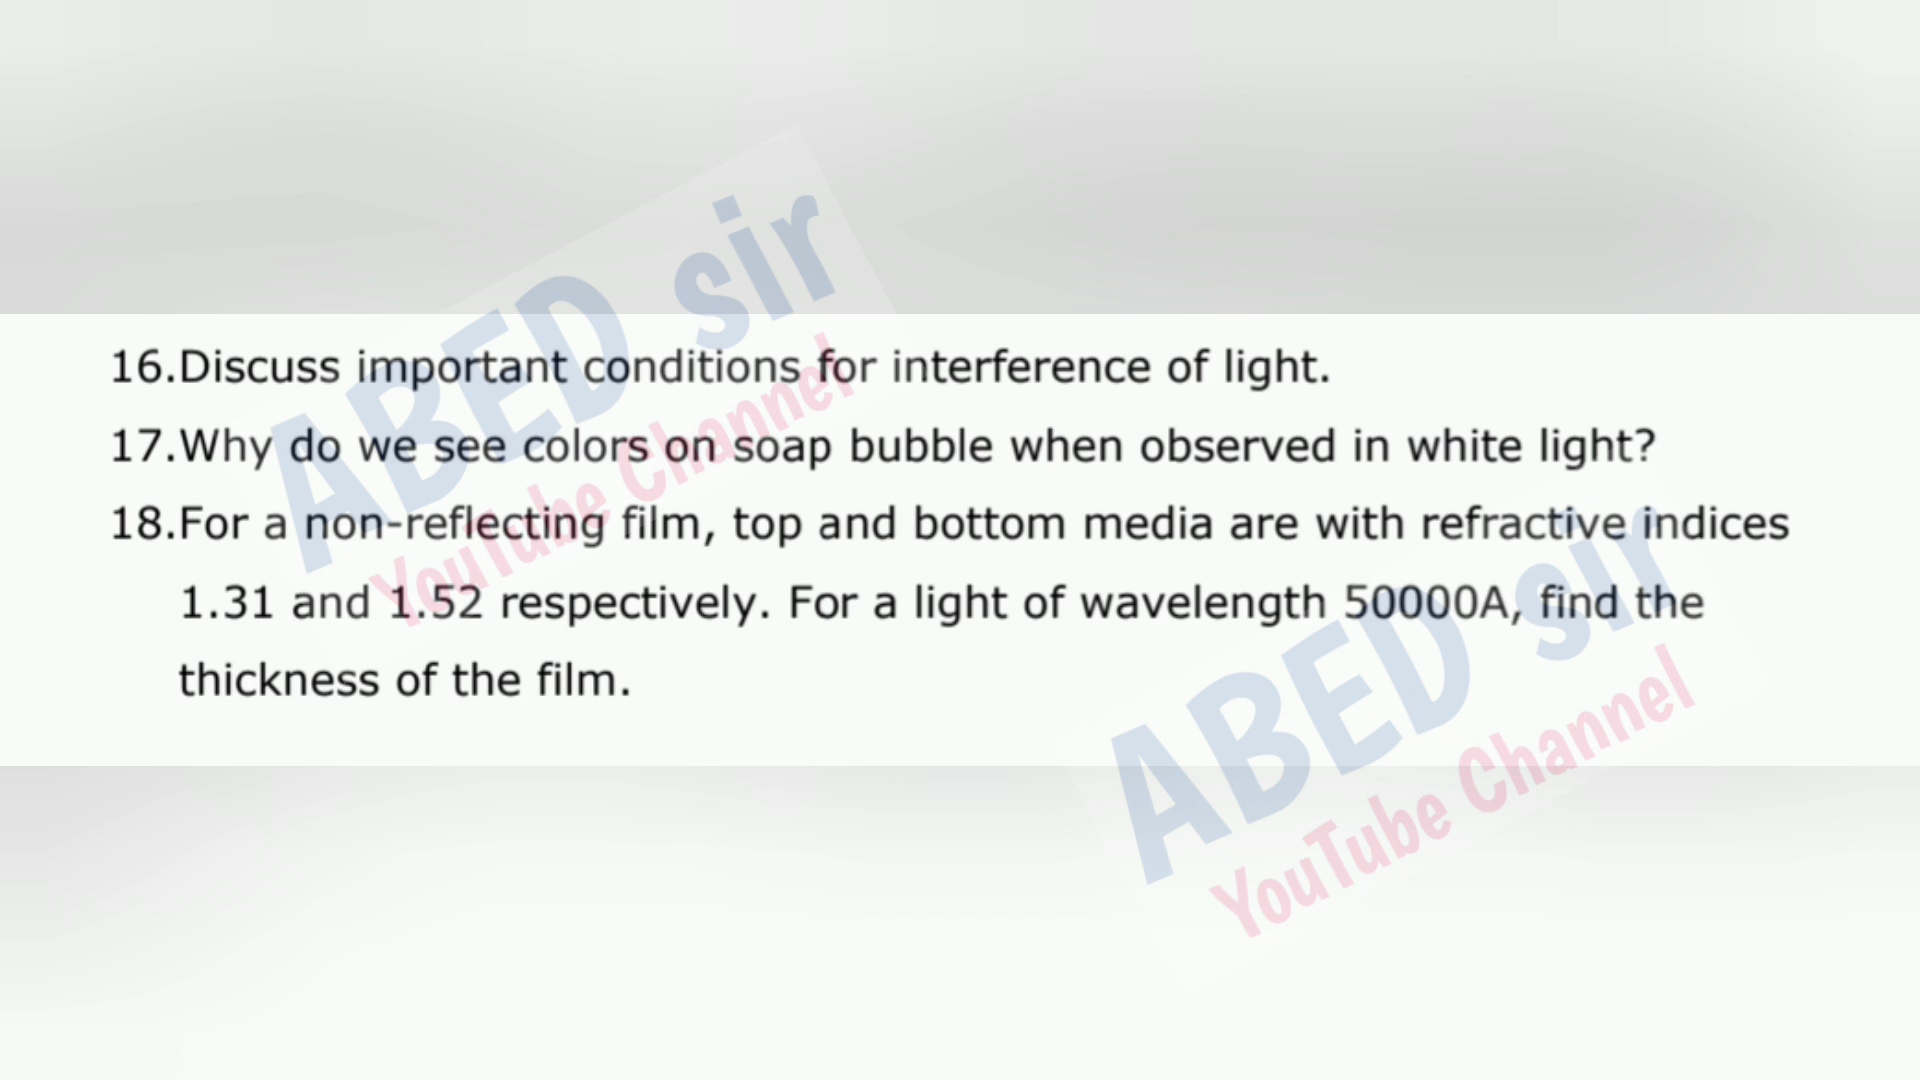 16.Discuss important conditions for interference of light.
17.Why do we see colors on soap bubble when observed in white light?
18.For a non-reflecting film, top and bottom media are with refractive indices
1.31 and 1.52 respectively. For a light of wavelength 50000A, find the
thickness of the film.
ABED sir
YouTube Channel
ABED sir
YouTube Channel